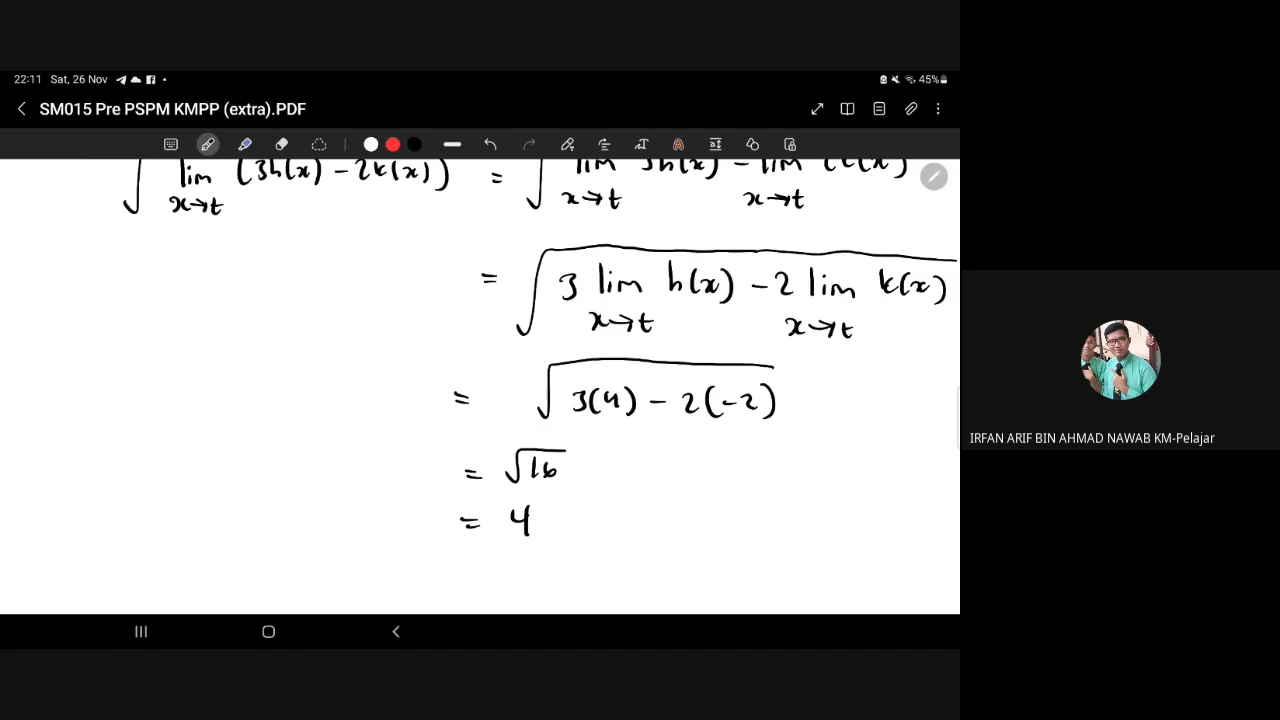 22:11 Sat, 26 Nov 45%
SM015 Pre PSPM KMPP (extra).PDF
√ lim (3h(x) - 2k(x)) = √ lim 3h(x) - lim (k(x)
x→t x→t x→t
= √ 3 lim h(x) - 2 lim k(x)
x→t x→t
= √ 3(4) - 2(-2)
= √16
= 4
IRFAN ARIF BIN AHMAD NAWAB KM-Pelajar